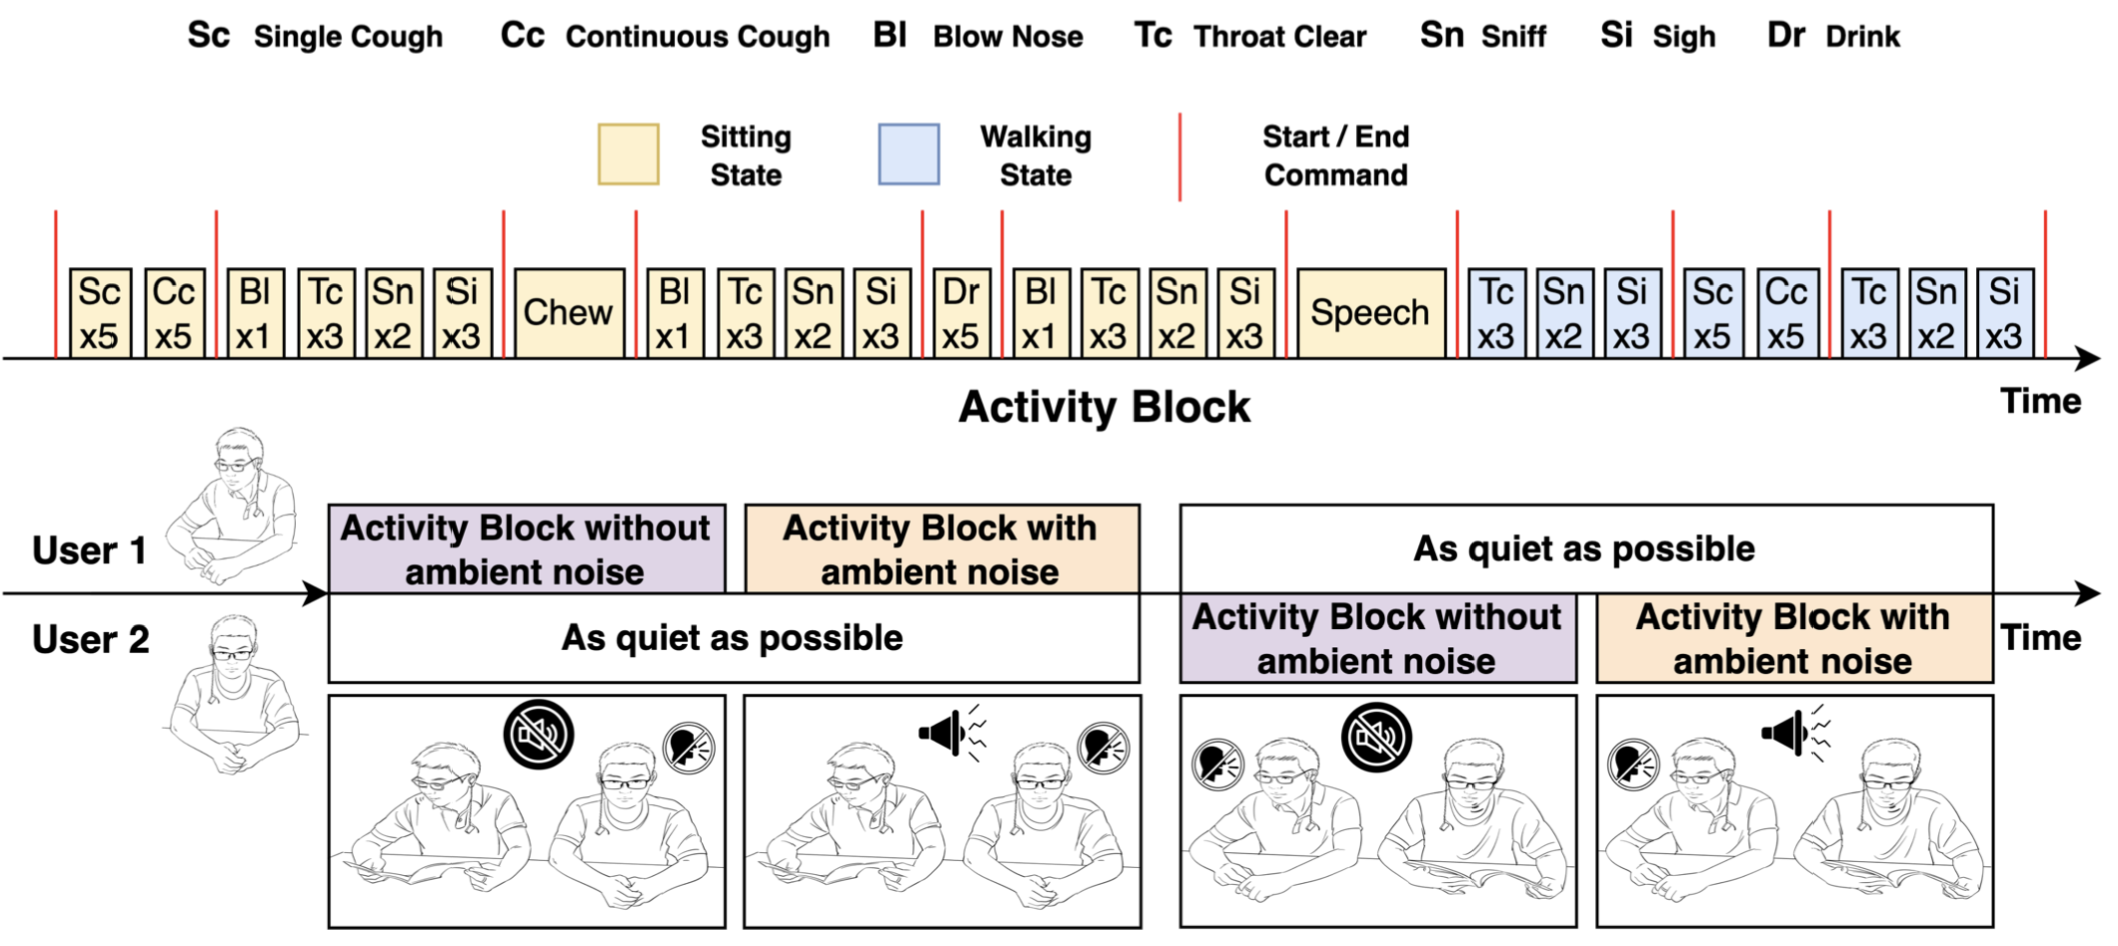 Sc Single Cough Cc Continuous Cough Bl Blow Nose Tc Throat Clear Sn Sniff Si Sigh Dr Drink
Sitting State
Walking State
Start / End Command
Sc x5
Cc x5
Bl x1
Tc x3
Sn x2
Si x3
Chew
Bl x1
Tc x3
Sn x2
Si x3
Dr x5
Bl x1
Tc x3
Sn x2
Si x3
Speech
Tc x3
Sn x2
Si x3
Sc x5
Cc x5
Tc x3
Sn x2
Si x3
Activity Block
Time
User 1
Activity Block without
ambient noise
Activity Block with
ambient noise
As quiet as possible
User 2
As quiet as possible
Activity Block without
ambient noise
Activity Block with
ambient noise
Time